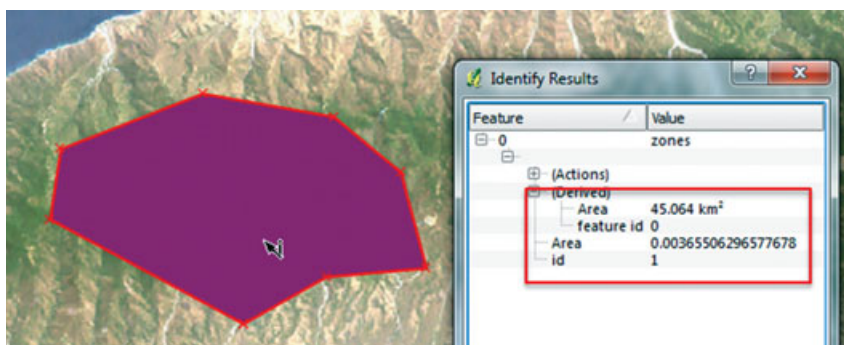 Identify Results
Feature Value
0 zones
(Actions)
(Derived)
Area 45.064 km²
feature id 0
Area 0.00365506296577678
id 1